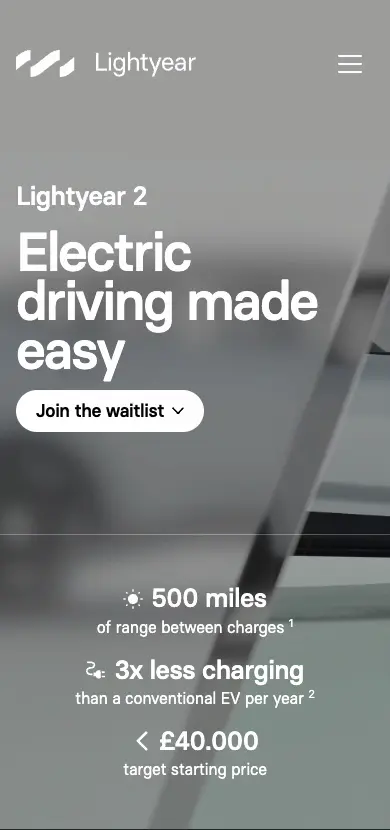 Lightyear
Lightyear 2
Electric
driving made
easy
Join the waitlist
500 miles
of range between charges ¹
3x less charging
than a conventional EV per year ²
< £40.000
target starting price